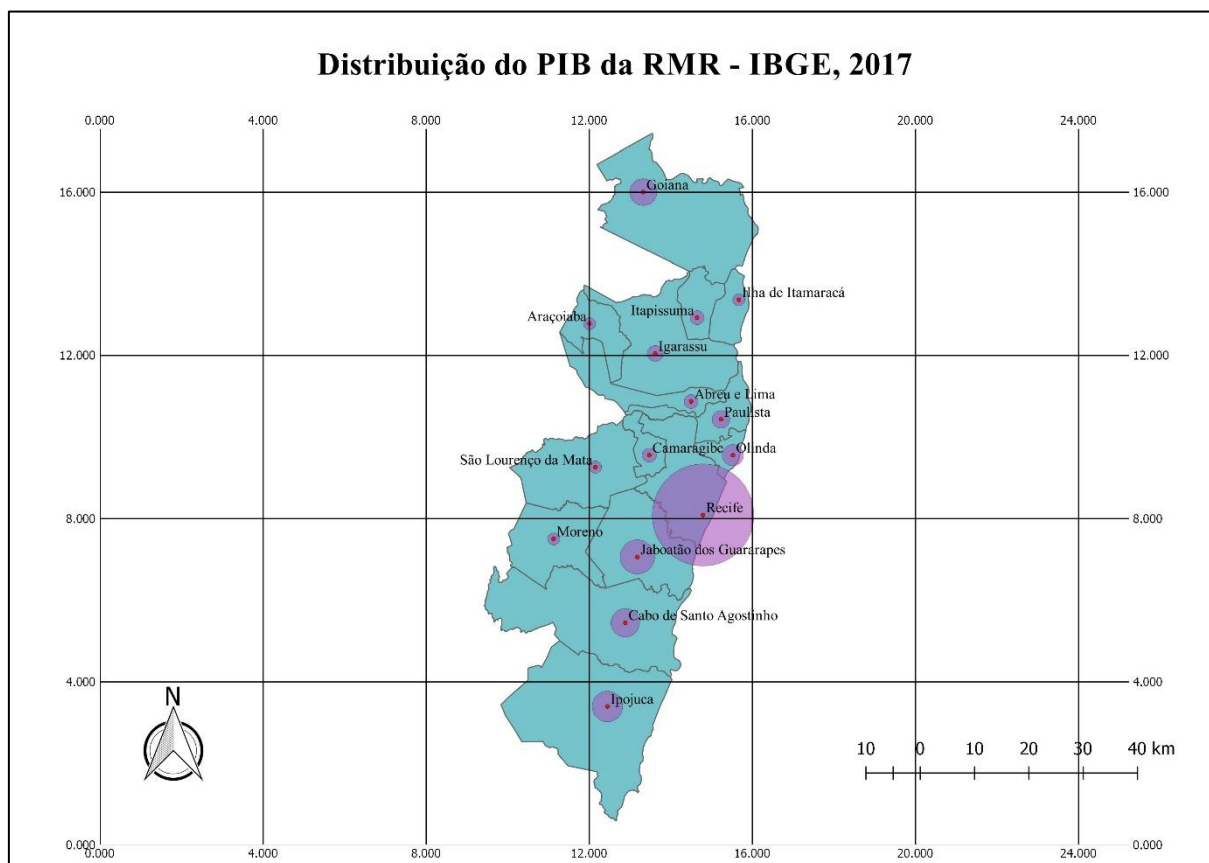 Distribuição do PIB da RMR - IBGE, 2017
0.000 4.000 8.000 12.000 16.000 20.000 24.000
16.000 Goiana 16.000
Ilha de Itamaracá
Itapissuma
Araçoiaba
Igarassu
12.000 12.000
Abreu e Lima
Paulista
Camaragibe Olinda
São Lourenço da Mata
Recife
8.000 8.000
Moreno
Jaboatão dos Guararapes
Cabo de Santo Agostinho
4.000 4.000
Ipojuca
N
10 0 10 20 30 40 km
0.000 0.000
0.000 4.000 8.000 12.000 16.000 20.000 24.000